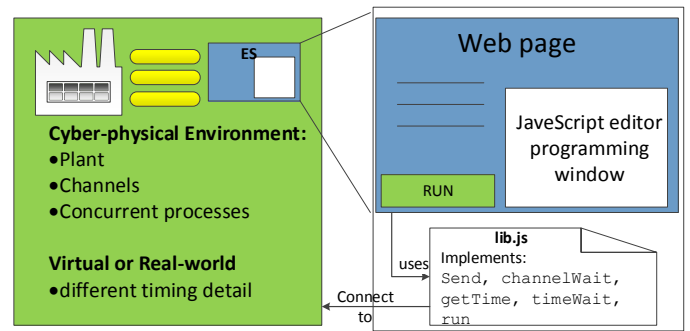 ES
Cyber-physical Environment:
•Plant
•Channels
•Concurrent processes
Virtual or Real-world
•different timing detail
Web page
JaveScript editor
programming
window
RUN
uses
lib.js
Implements:
Send, channelWait,
getTime, timeWait,
run
Connect
to